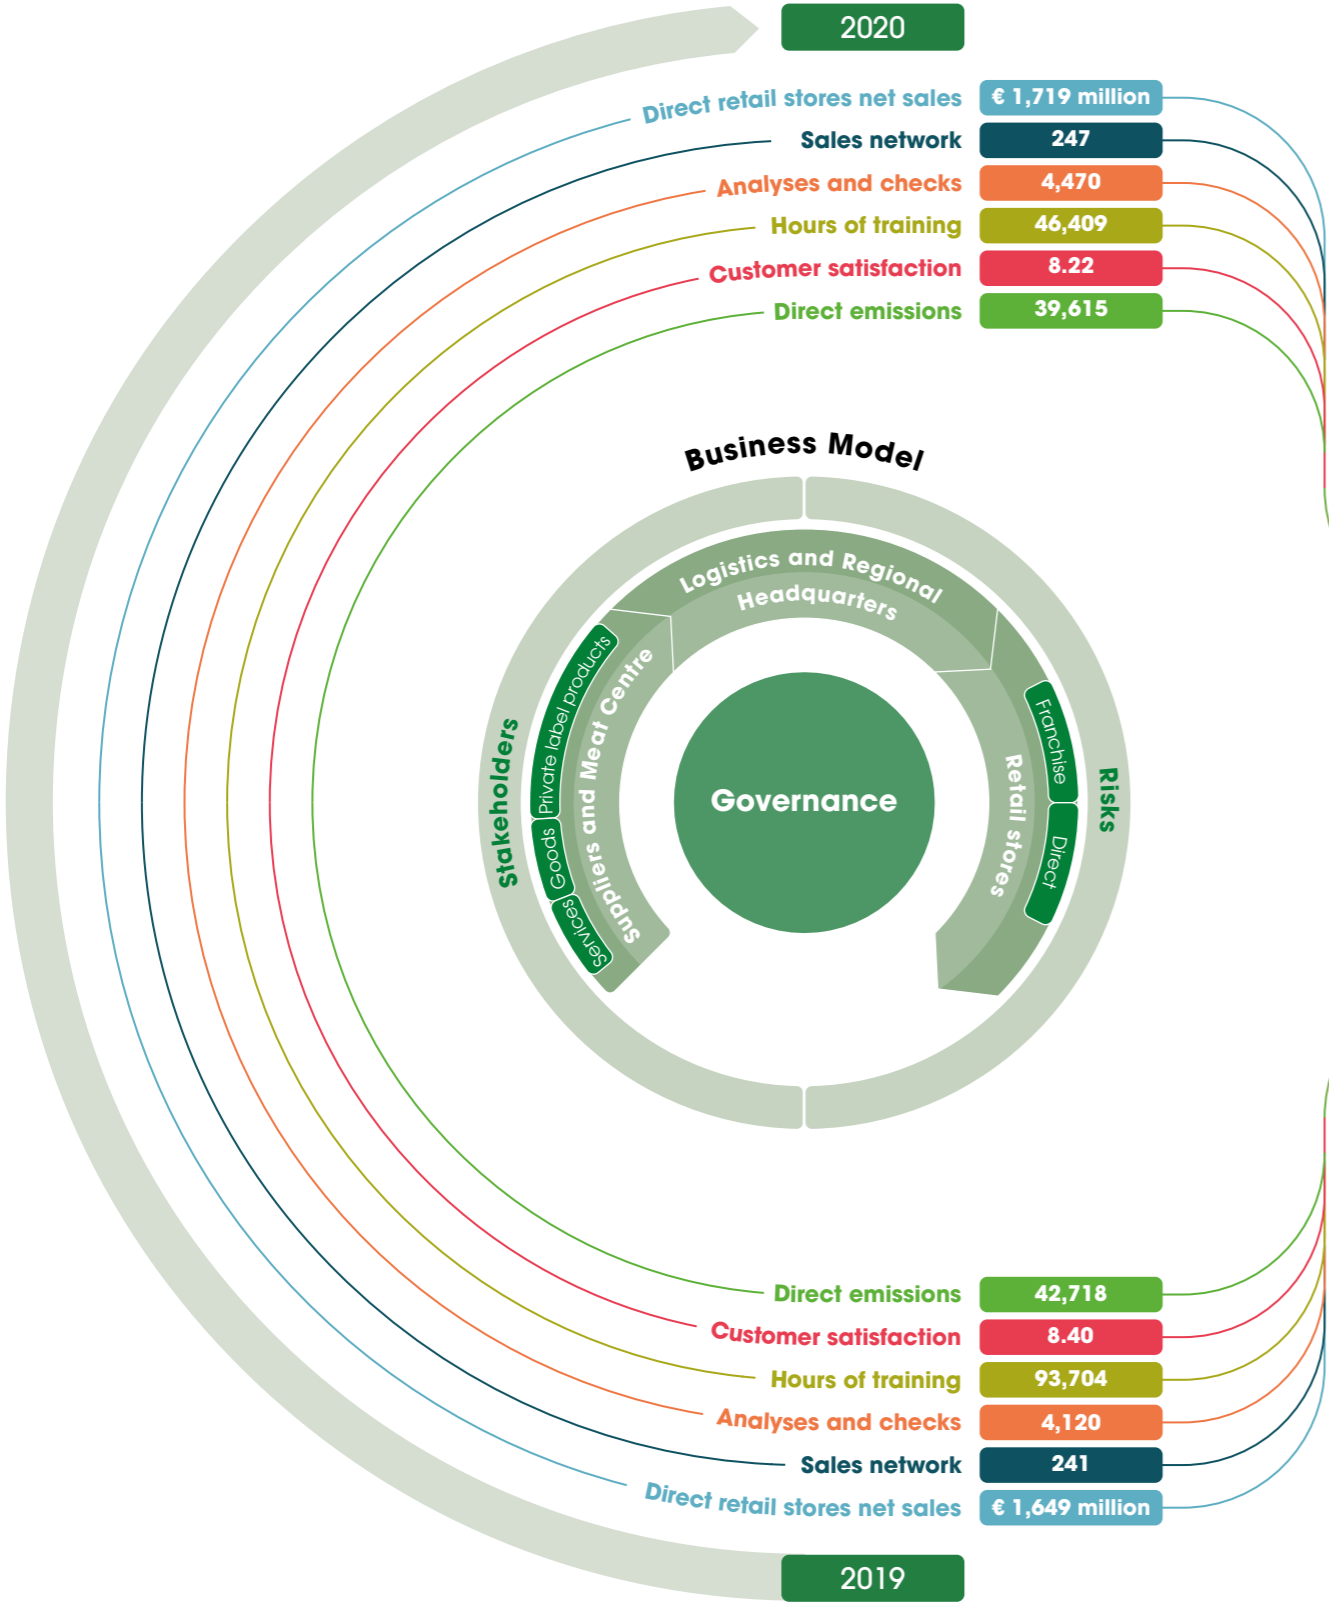 2020
Direct retail stores net sales € 1,719 million
Sales network 247
Analyses and checks 4,470
Hours of training 46,409
Customer satisfaction 8.22
Direct emissions 39,615
Business Model
Logistics and Regional
Headquarters
Stakeholders
Private label products
Goods
Services
Suppliers and Meat Centre
Governance
Retail stores
Franchise
Direct
Risks
Direct emissions 42,718
Customer satisfaction 8.40
Hours of training 93,704
Analyses and checks 4,120
Sales network 241
Direct retail stores net sales € 1,649 million
2019